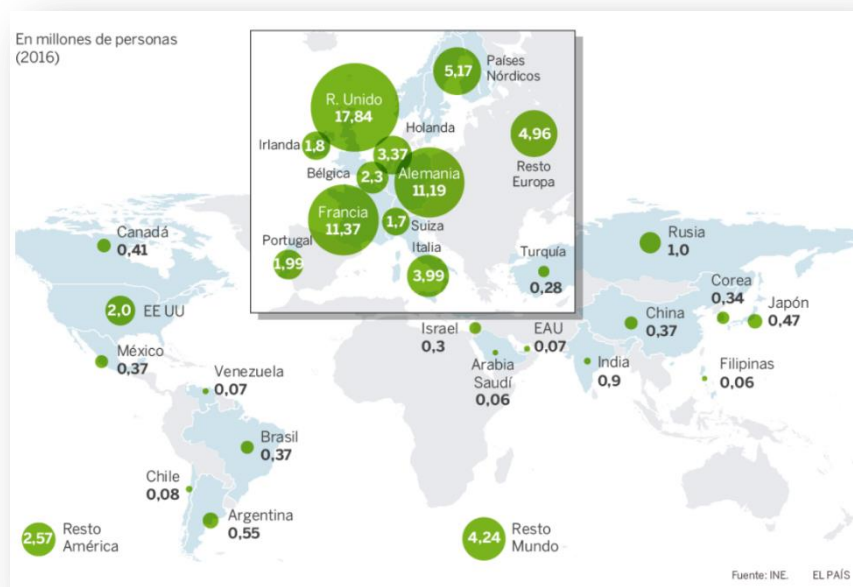 En millones de personas
(2016)
R. Unido
17,84
Países
Nórdicos
5,17
Irlanda
1,8
Holanda
3,37
4,96
Resto
Europa
Bélgica
2,3
Alemania
11,19
Francia
11,37
1,7
Suiza
Portugal
1,99
Italia
3,99
Canadá
0,41
2,0
EE UU
México
0,37
Venezuela
0,07
Brasil
0,37
Chile
0,08
Argentina
0,55
2,57
Resto
América
Turquía
0,28
Rusia
1,0
Israel
0,3
EAU
0,07
Arabia
Saudí
0,06
India
0,9
China
0,37
Corea
0,34
Japón
0,47
Filipinas
0,06
4,24
Resto
Mundo
Fuente: INE. EL PAÍS